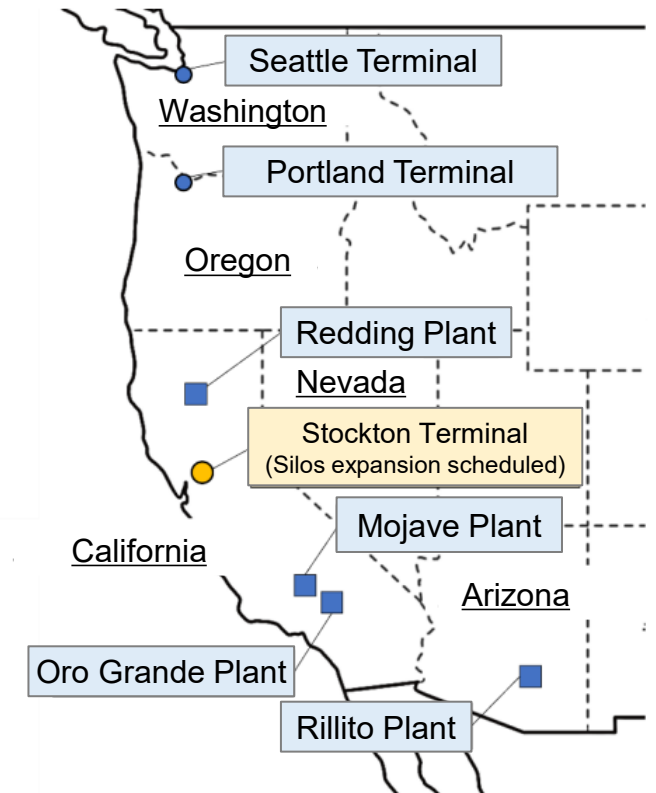 Seattle Terminal
Washington
Portland Terminal
Oregon
Redding Plant
Nevada
Stockton Terminal
(Silos expansion scheduled)
Mojave Plant
California
Arizona
Oro Grande Plant
Rillito Plant